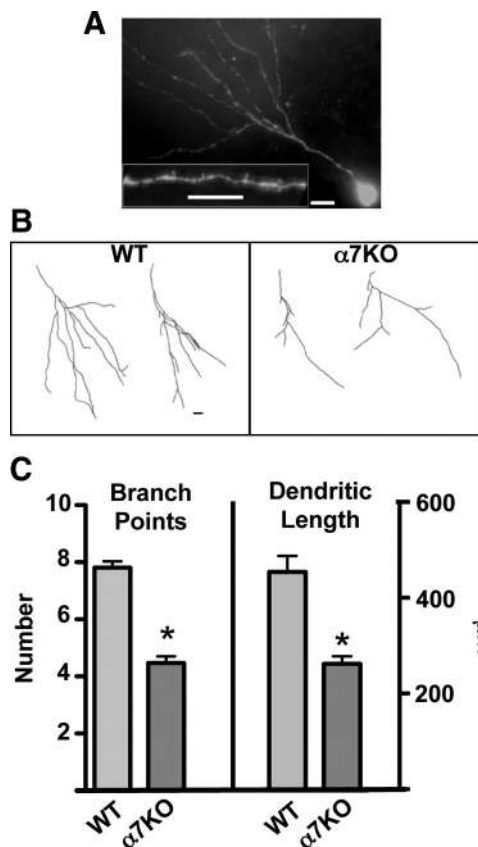 A
B
WT
α7KO
C
Branch Points
Dendritic Length
Number
10
8
6
4
2
600
400
200
WT
α7KO
WT
α7KO
*
*